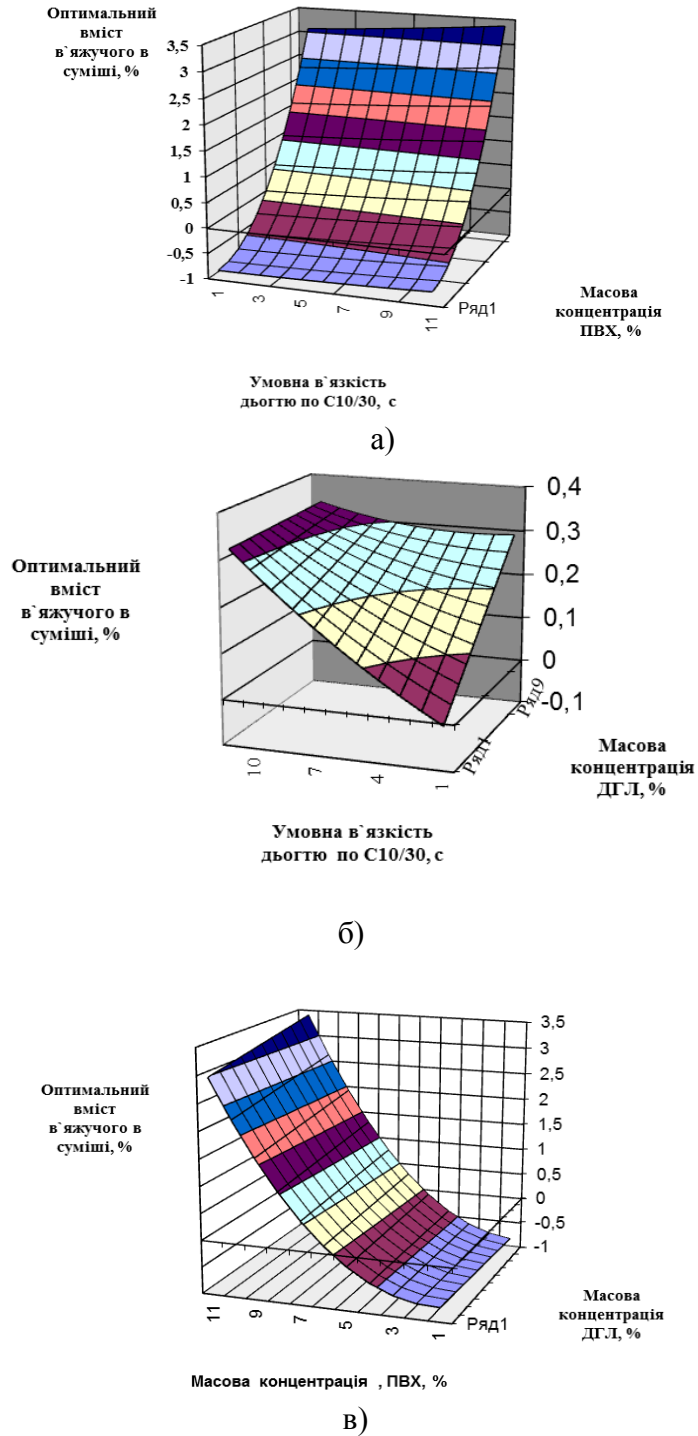 Оптимальний
вміст
в`яжучого в
суміші, %
3,5
3
2,5
2
1,5
1
0,5
0
-0,5
-1
1
3
5
7
9
11
Ряд1
Масова
концентрація
ПВХ, %
Умовна в`язкість
дьогтю по С10/30, с
а)
0,4
0,3
0,2
0,1
0
-0,1
Оптимальний
вміст
в`яжучого в
суміші, %
Ряд9
Ряд1
10
7
4
1
Масова
концентрація
ДГЛ, %
Умовна в`язкість
дьогтю по С10/30, с
б)
3,5
3
2,5
2
1,5
1
0,5
0
-0,5
-1
Оптимальний
вміст
в`яжучого в
суміші, %
11
9
7
5
3
1
Ряд1
Масова
концентрація
ДГЛ, %
Масова концентрація , ПВХ, %
в)